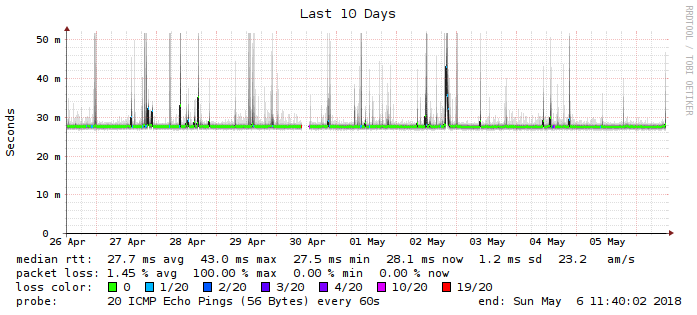 Last 10 Days
RRDTOOL / TOBI OETIKER
Seconds
50 m
40 m
30 m
20 m
10 m
0
26 Apr 27 Apr 28 Apr 29 Apr 30 Apr 01 May 02 May 03 May 04 May 05 May
median rtt: 27.7 ms avg 43.0 ms max 27.5 ms min 28.1 ms now 1.2 ms sd 23.2 am/s
packet loss: 1.45 % avg 100.00 % max 0.00 % min 0.00 % now
loss color: 0 1/20 2/20 3/20 4/20 10/20 19/20
probe: 20 ICMP Echo Pings (56 Bytes) every 60s end: Sun May 6 11:40:02 2018